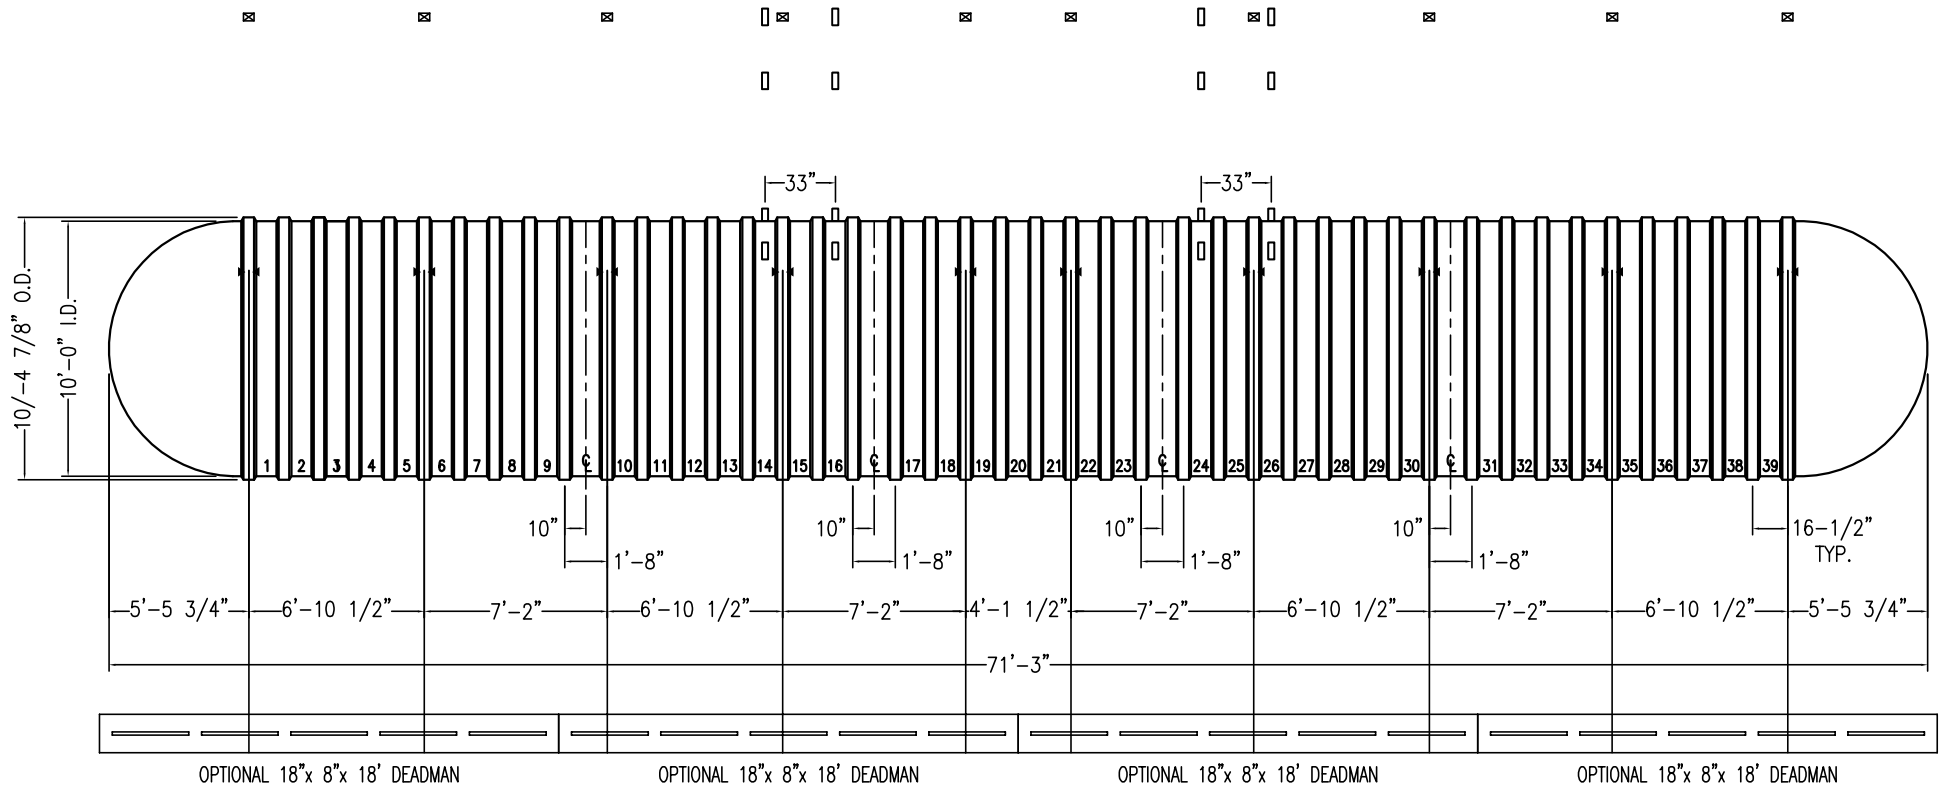 33" 33"
10/-4 7/8" O.D.
10'-0" I.D.
1 2 3 4 5 6 7 8 9 ℄ 10 11 12 13 14 15 16 ℄ 17 18 19 20 21 22 23 ℄ 24 25 26 27 28 29 30 ℄ 31 32 33 34 35 36 37 38 39
10" 10" 10" 10" 16-1/2"
TYP.
1'-8" 1'-8" 1'-8" 1'-8"
5'-5 3/4" 6'-10 1/2" 7'-2" 6'-10 1/2" 7'-2" 4'-1 1/2" 7'-2" 6'-10 1/2" 7'-2" 6'-10 1/2" 5'-5 3/4"
71'-3"
OPTIONAL 18"x 8"x 18' DEADMAN OPTIONAL 18"x 8"x 18' DEADMAN OPTIONAL 18"x 8"x 18' DEADMAN OPTIONAL 18"x 8"x 18' DEADMAN